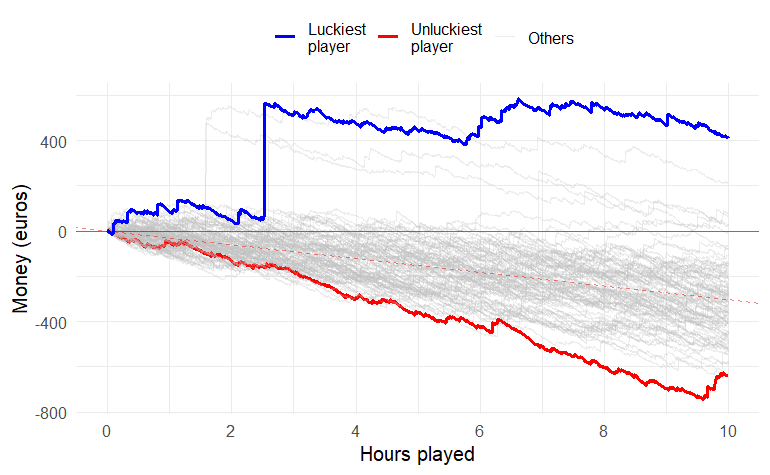 Luckiest
player
Unluckiest
player
Others
Money (euros)
400
0
-400
-800
0
2
4
6
8
10
Hours played